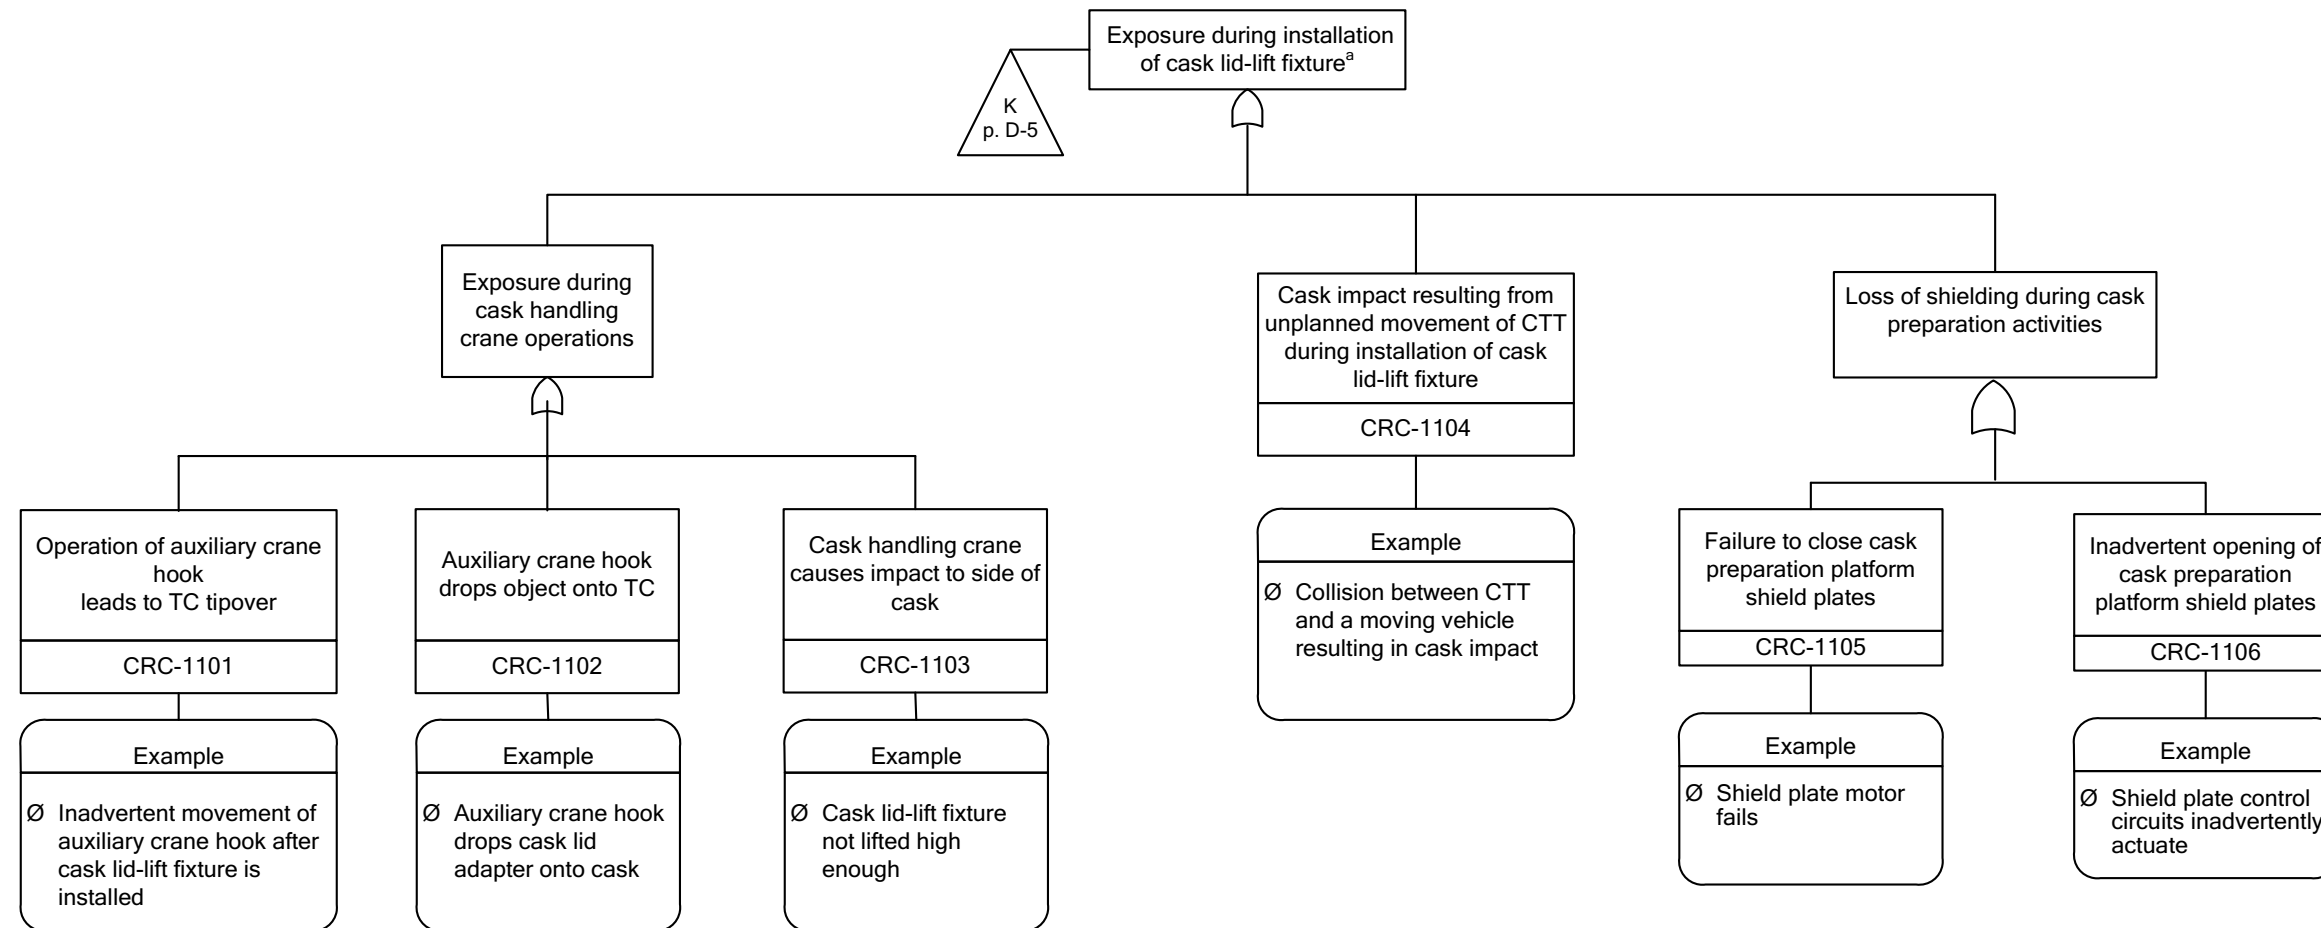 Exposure during installation
of cask lid-lift fixtureᵃ
K
p. D-5
Exposure during
cask handling
crane operations
Cask impact resulting from
unplanned movement of CTT
during installation of cask
lid-lift fixture
CRC-1104
Loss of shielding during cask
preparation activities
Operation of auxiliary crane
hook
leads to TC tipover
CRC-1101
Auxiliary crane hook
drops object onto TC
CRC-1102
Cask handling crane
causes impact to side of
cask
CRC-1103
Example
Ø Collision between CTT
and a moving vehicle
resulting in cask impact
Failure to close cask
preparation platform
shield plates
CRC-1105
Inadvertent opening of
cask preparation
platform shield plates
CRC-1106
Example
Ø Inadvertent movement of
auxiliary crane hook after
cask lid-lift fixture is
installed
Example
Ø Auxiliary crane hook
drops cask lid
adapter onto cask
Example
Ø Cask lid-lift fixture
not lifted high
enough
Example
Ø Shield plate motor
fails
Example
Ø Shield plate control
circuits inadvertently
actuate